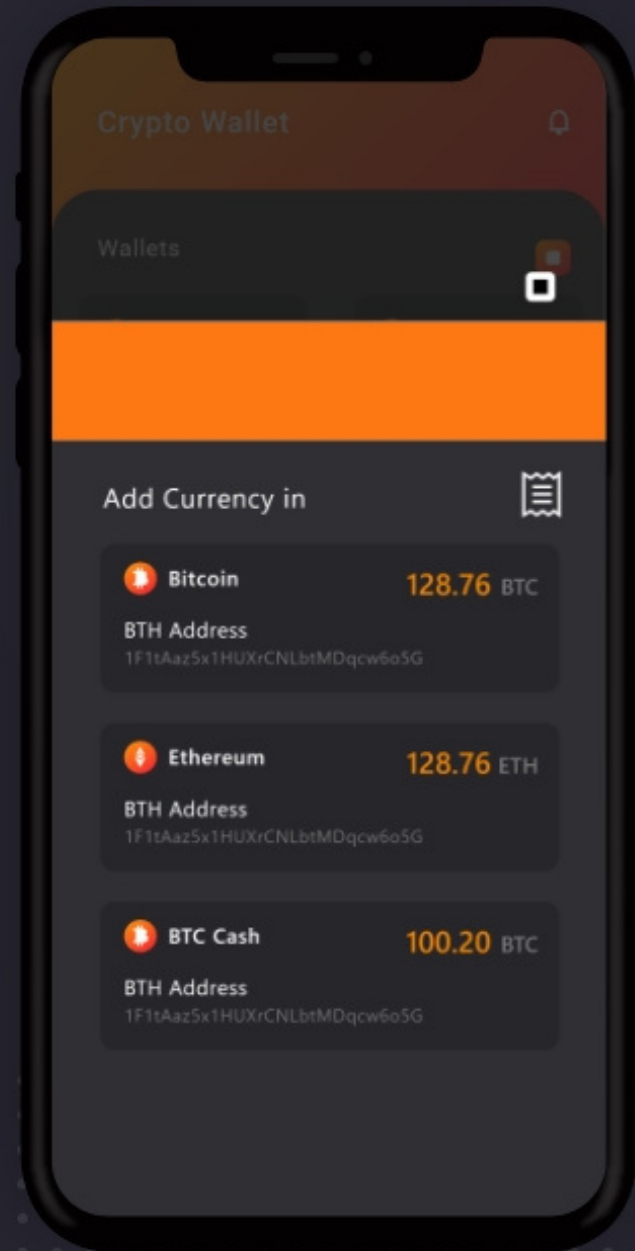 Crypto Wallet
Wallets
Add Currency in
Bitcoin 128.76 BTC
BTH Address
1F1tAaz5x1HUXrCNLbtMDqcw6o5G
Ethereum 128.76 ETH
BTH Address
1F1tAaz5x1HUXrCNLbtMDqcw6o5G
BTC Cash 100.20 BTC
BTH Address
1F1tAaz5x1HUXrCNLbtMDqcw6o5G